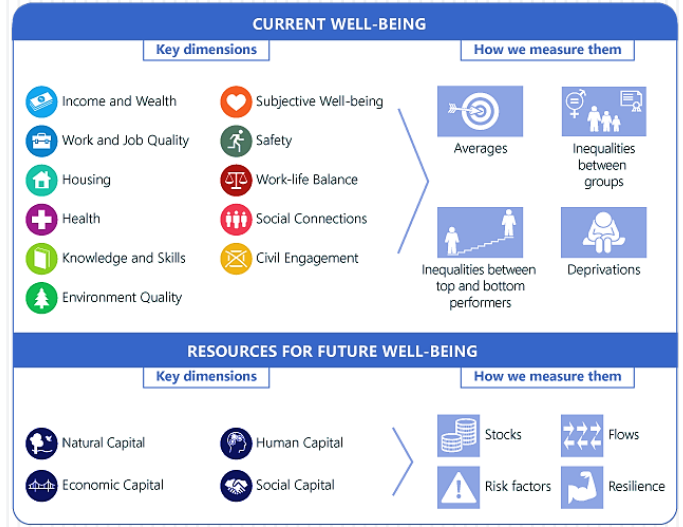 CURRENT WELL-BEING
Key dimensions
How we measure them
Income and Wealth
Subjective Well-being
Work and Job Quality
Safety
Housing
Work-life Balance
Health
Social Connections
Knowledge and Skills
Civil Engagement
Environment Quality
Averages
Inequalities
between
groups
Inequalities between
top and bottom
performers
Deprivations
RESOURCES FOR FUTURE WELL-BEING
Key dimensions
How we measure them
Natural Capital
Human Capital
Economic Capital
Social Capital
Stocks
Flows
Risk factors
Resilience